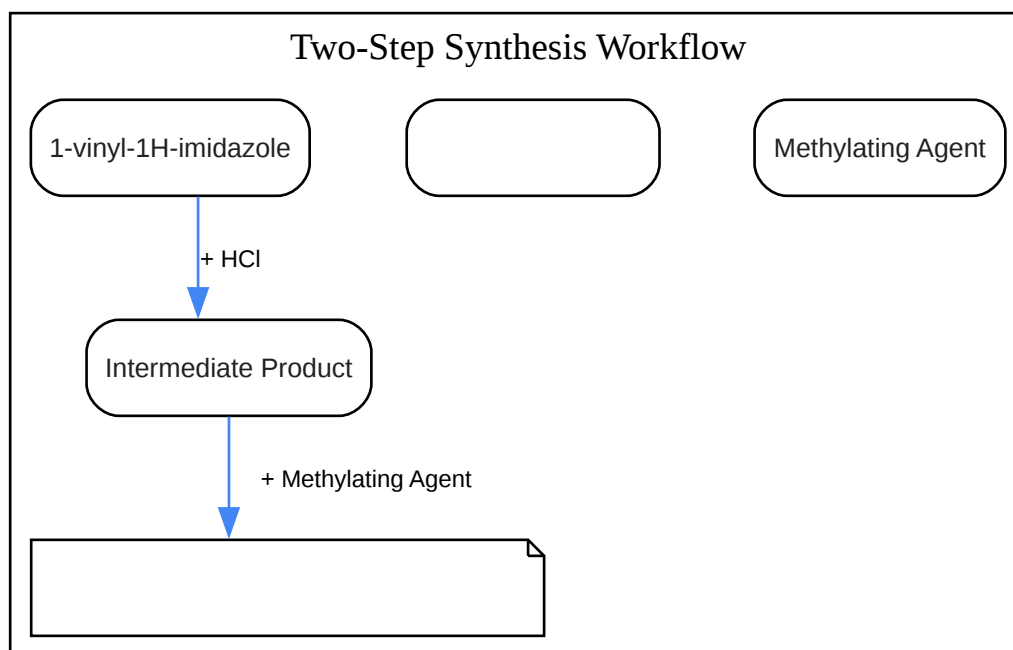 Two-Step Synthesis Workflow
1-vinyl-1H-imidazole
Methylating Agent
+ HCl
Intermediate Product
+ Methylating Agent